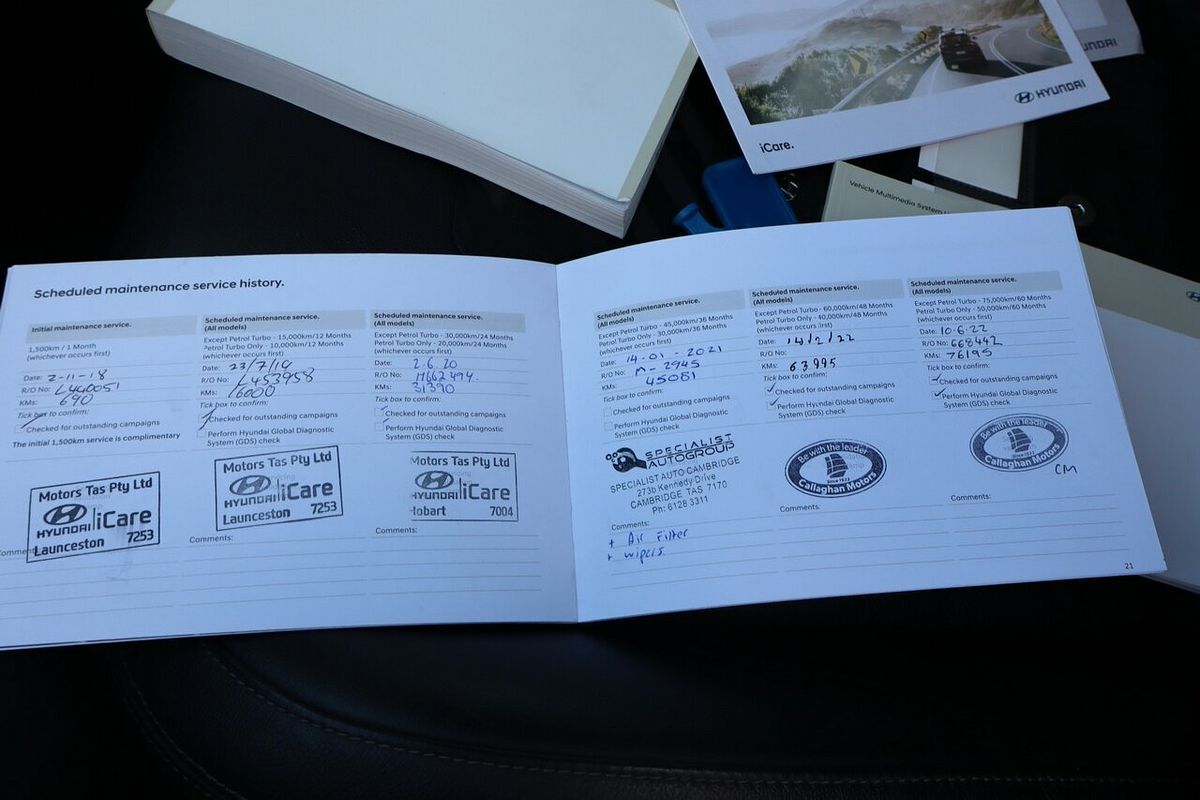 HYUNDAI
HYUNDAI
iCare.
Vehicle Multimedia System
Scheduled maintenance service history.
Initial maintenance service.
1,500km / 1 Month
(whichever occurs first)
Date: 2-11-18
R/O No: L440051
KMs: 690
Tick box to confirm:
Checked for outstanding campaigns
The initial 1,500km service is complimentary
Motors Tas Pty Ltd
HYUNDAI iCare
Launceston 7253
Scheduled maintenance service.
(All models)
Except Petrol Turbo - 15,000km/12 Months
Petrol Turbo Only - 10,000km/12 Months
(whichever occurs first)
Date: 23/7/19
R/O No: L453958
KMs: 16000
Tick box to confirm:
Checked for outstanding campaigns
Perform Hyundai Global Diagnostic
System (GDS) check
Motors Tas Pty Ltd
HYUNDAI iCare
Launceston 7253
Comments:
Scheduled maintenance service.
(All models)
Except Petrol Turbo - 30,000km/24 Months
Petrol Turbo Only - 20,000km/24 Months
(whichever occurs first)
Date: 2.6.20
R/O No: M662494.
KMs: 31390
Tick box to confirm:
Checked for outstanding campaigns
Perform Hyundai Global Diagnostic
System (GDS) check
Motors Tas Pty Ltd
HYUNDAI iCare
Hobart 7004
Comments:
Scheduled maintenance service.
(All models)
Except Petrol Turbo - 45,000km/36 Months
Petrol Turbo Only - 30,000km/36 Months
(whichever occurs first)
Date: 14-01-2021
R/O No: M-2945
KMs: 45051
Tick box to confirm:
Checked for outstanding campaigns
Perform Hyundai Global Diagnostic
System (GDS) check
SPECIALIST
AUTOGROUP
SPECIALIST AUTO CAMBRIDGE
273b Kennedy Drive
CAMBRIDGE TAS 7170
Ph: 6128 3311
Comments:
+ Air Filter
+ wipers
Scheduled maintenance service.
(All models)
Except Petrol Turbo - 60,000km/48 Months
Petrol Turbo Only - 40,000km/48 Months
(whichever occurs first)
Date: 14/2/22
R/O No:
KMs: 63995
Tick box to confirm:
Checked for outstanding campaigns
Perform Hyundai Global Diagnostic
System (GDS) check
Be with the leader
Since 1922
Callaghan Motors
Comments:
Scheduled maintenance service.
(All models)
Except Petrol Turbo - 75,000km/60 Months
Petrol Turbo Only - 50,000km/60 Months
(whichever occurs first)
Date: 10.6.22
R/O No: 668442
KMs: 76195
Tick box to confirm:
Checked for outstanding campaigns
Perform Hyundai Global Diagnostic
System (GDS) check
Be with the leader
Since 1922
Callaghan Motors
CM
Comments:
21